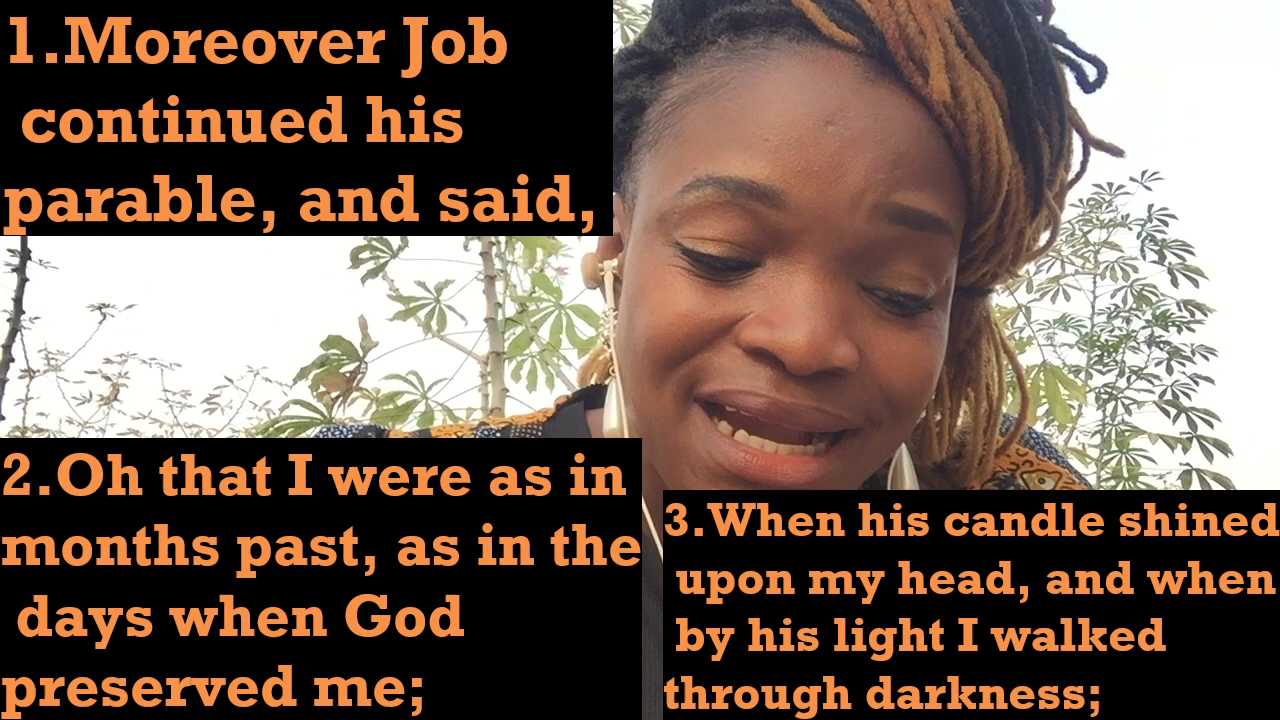 1.Moreover Job
continued his
parable, and said,
2.Oh that I were as in
months past, as in the
days when God
preserved me;
3.When his candle shined
upon my head, and when
by his light I walked
through darkness;